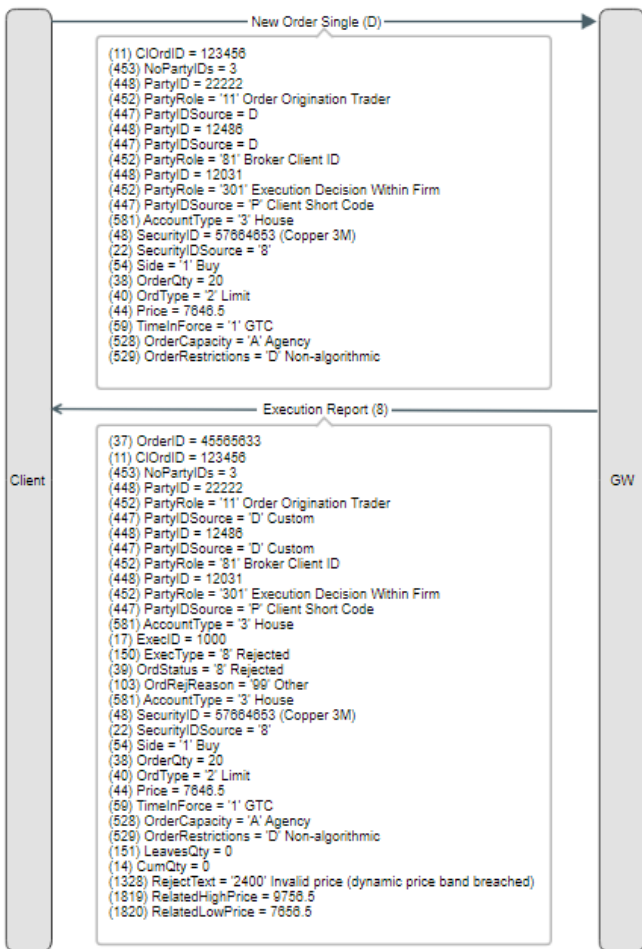 New Order Single (D)
(11) ClOrdID = 123456
(453) NoPartyIDs = 3
(448) PartyID = 22222
(452) PartyRole = '11' Order Origination Trader
(447) PartyIDSource = D
(448) PartyID = 12486
(447) PartyIDSource = D
(452) PartyRole = '81' Broker Client ID
(448) PartyID = 12031
(452) PartyRole = '301' Execution Decision Within Firm
(447) PartyIDSource = 'P' Client Short Code
(581) AccountType = '3' House
(48) SecurityID = 57664653 (Copper 3M)
(22) SecurityIDSource = '8'
(54) Side = '1' Buy
(38) OrderQty = 20
(40) OrdType = '2' Limit
(44) Price = 7646.5
(59) TimeInForce = '1' GTC
(528) OrderCapacity = 'A' Agency
(529) OrderRestrictions = 'D' Non-algorithmic
Execution Report (8)
(37) OrderID = 45565633
(11) ClOrdID = 123456
(453) NoPartyIDs = 3
(448) PartyID = 22222
(452) PartyRole = '11' Order Origination Trader
(447) PartyIDSource = 'D' Custom
(448) PartyID = 12486
(447) PartyIDSource = 'D' Custom
(452) PartyRole = '81' Broker Client ID
(448) PartyID = 12031
(452) PartyRole = '301' Execution Decision Within Firm
(447) PartyIDSource = 'P' Client Short Code
(581) AccountType = '3' House
(17) ExecID = 1000
(150) ExecType = '8' Rejected
(39) OrdStatus = '8' Rejected
(103) OrdRejReason = '99' Other
(581) AccountType = '3' House
(48) SecurityID = 57664653 (Copper 3M)
(22) SecurityIDSource = '8'
(54) Side = '1' Buy
(38) OrderQty = 20
(40) OrdType = '2' Limit
(44) Price = 7646.5
(59) TimeInForce = '1' GTC
(528) OrderCapacity = 'A' Agency
(529) OrderRestrictions = 'D' Non-algorithmic
(151) LeavesQty = 0
(14) CumQty = 0
(1328) RejectText = '2400' Invalid price (dynamic price band breached)
(1819) RelatedHighPrice = 9756.5
(1820) RelatedLowPrice = 7656.5
Client
GW